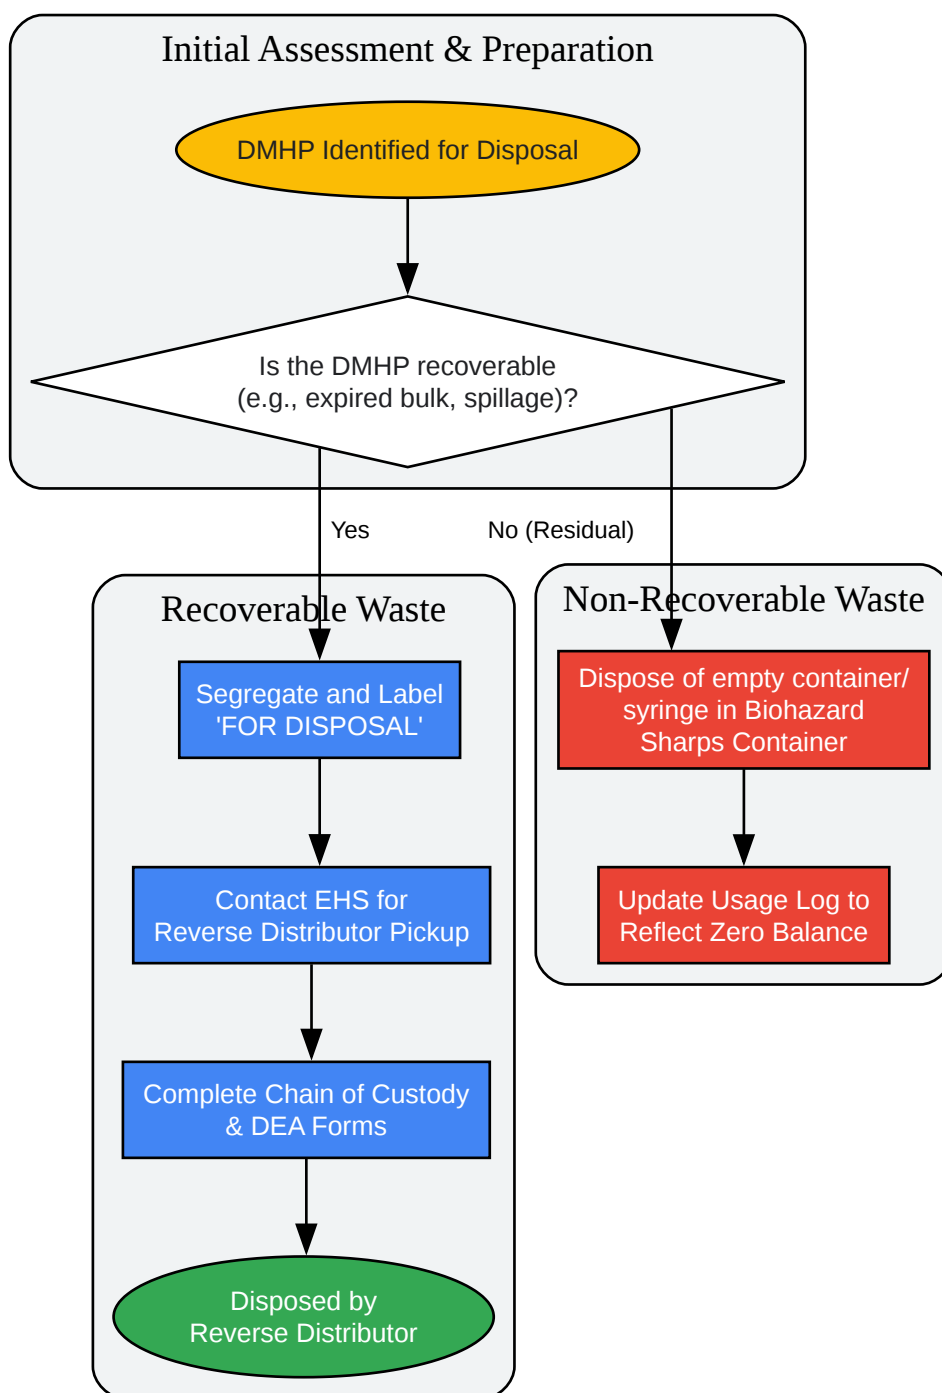 Initial Assessment & Preparation
DMHP Identified for Disposal
Is the DMHP recoverable
(e.g., expired bulk, spillage)?
Yes
No (Residual)
Recoverable Waste
Segregate and Label
'FOR DISPOSAL'
Contact EHS for
Reverse Distributor Pickup
Complete Chain of Custody
& DEA Forms
Disposed by
Reverse Distributor
Non-Recoverable Waste
Dispose of empty container/
syringe in Biohazard
Sharps Container
Update Usage Log to
Reflect Zero Balance